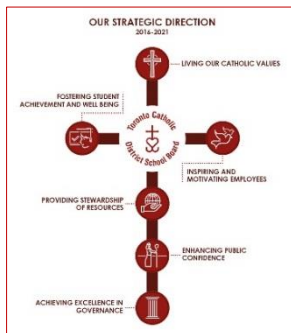 OUR STRATEGIC DIRECTION
2016-2021
LIVING OUR CATHOLIC VALUES
FOSTERING STUDENT
ACHIEVEMENT AND WELL BEING
Toronto Catholic
District School Board
INSPIRING AND
MOTIVATING EMPLOYEES
PROVIDING STEWARDSHIP
OF RESOURCES
ENHANCING PUBLIC
CONFIDENCE
ACHIEVING EXCELLENCE IN
GOVERNANCE